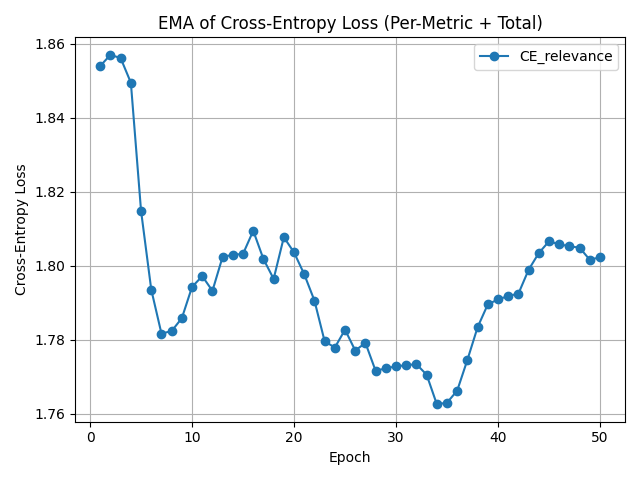 EMA of Cross-Entropy Loss (Per-Metric + Total)
CE_relevance
Cross-Entropy Loss
1.86
1.84
1.82
1.80
1.78
1.76
0 10 20 30 40 50
Epoch